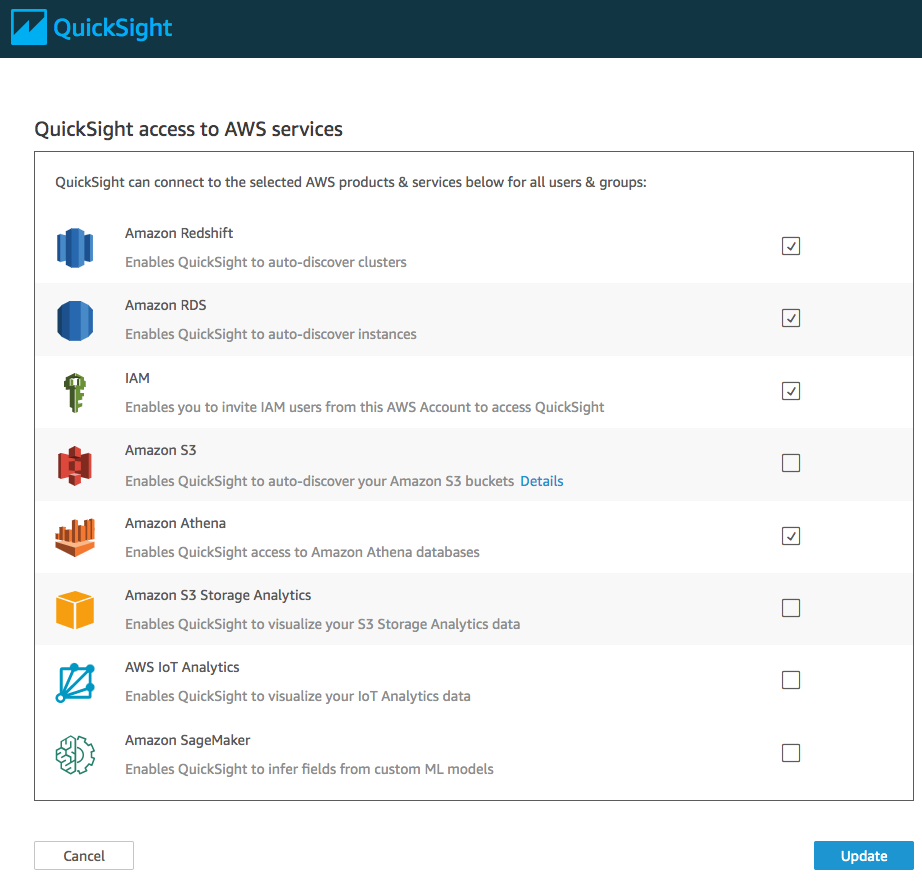 QuickSight
QuickSight access to AWS services
QuickSight can connect to the selected AWS products & services below for all users & groups:
Amazon Redshift
Enables QuickSight to auto-discover clusters
Amazon RDS
Enables QuickSight to auto-discover instances
IAM
Enables you to invite IAM users from this AWS Account to access QuickSight
Amazon S3
Enables QuickSight to auto-discover your Amazon S3 buckets Details
Amazon Athena
Enables QuickSight access to Amazon Athena databases
Amazon S3 Storage Analytics
Enables QuickSight to visualize your S3 Storage Analytics data
AWS IoT Analytics
Enables QuickSight to visualize your IoT Analytics data
Amazon SageMaker
Enables QuickSight to infer fields from custom ML models
Cancel Update